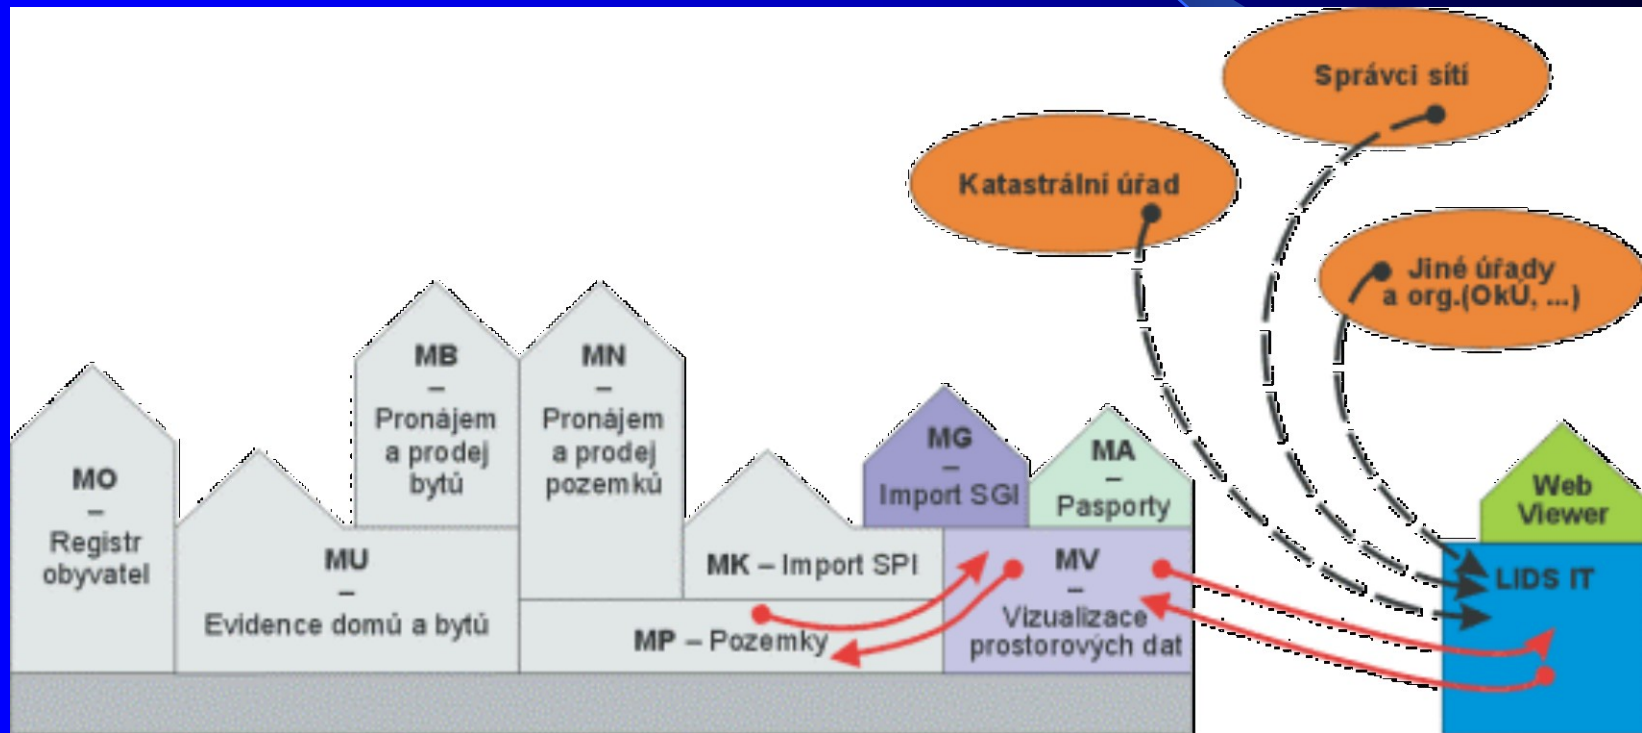 Správci sítí
Katastrální úřad
Jiné úřady
a org.(OkÚ, ...)
MO
–
Registr
obyvatel
MU
–
Evidence domů a bytů
MB
–
Pronájem
a prodej
bytů
MN
–
Pronájem
a prodej
pozemků
MK – Import SPI
MP – Pozemky
MG
–
Import SGI
MA
–
Pasporty
MV
–
Vizualizace
prostorových dat
Web
Viewer
LIDS IT